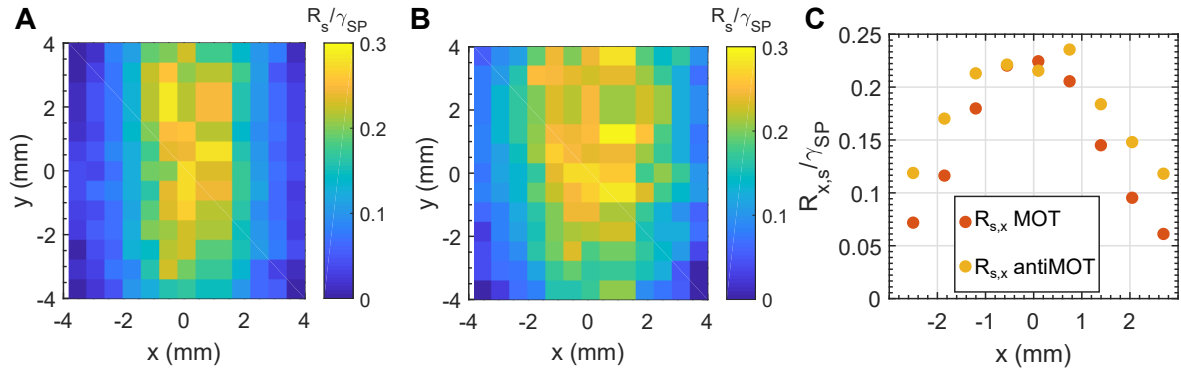 A
R_s/γ_SP
4
2
0
-2
-4
y (mm)
-4 -2 0 2 4
x (mm)
0.3
0.2
0.1
0
B
R_s/γ_SP
4
2
0
-2
-4
y (mm)
-4 -2 0 2 4
x (mm)
0.3
0.2
0.1
0
C
0.25
0.2
0.15
0.1
0.05
0
R_x,s/γ_SP
-2 -1 0 1 2
x (mm)
R_s,x MOT
R_s,x antiMOT